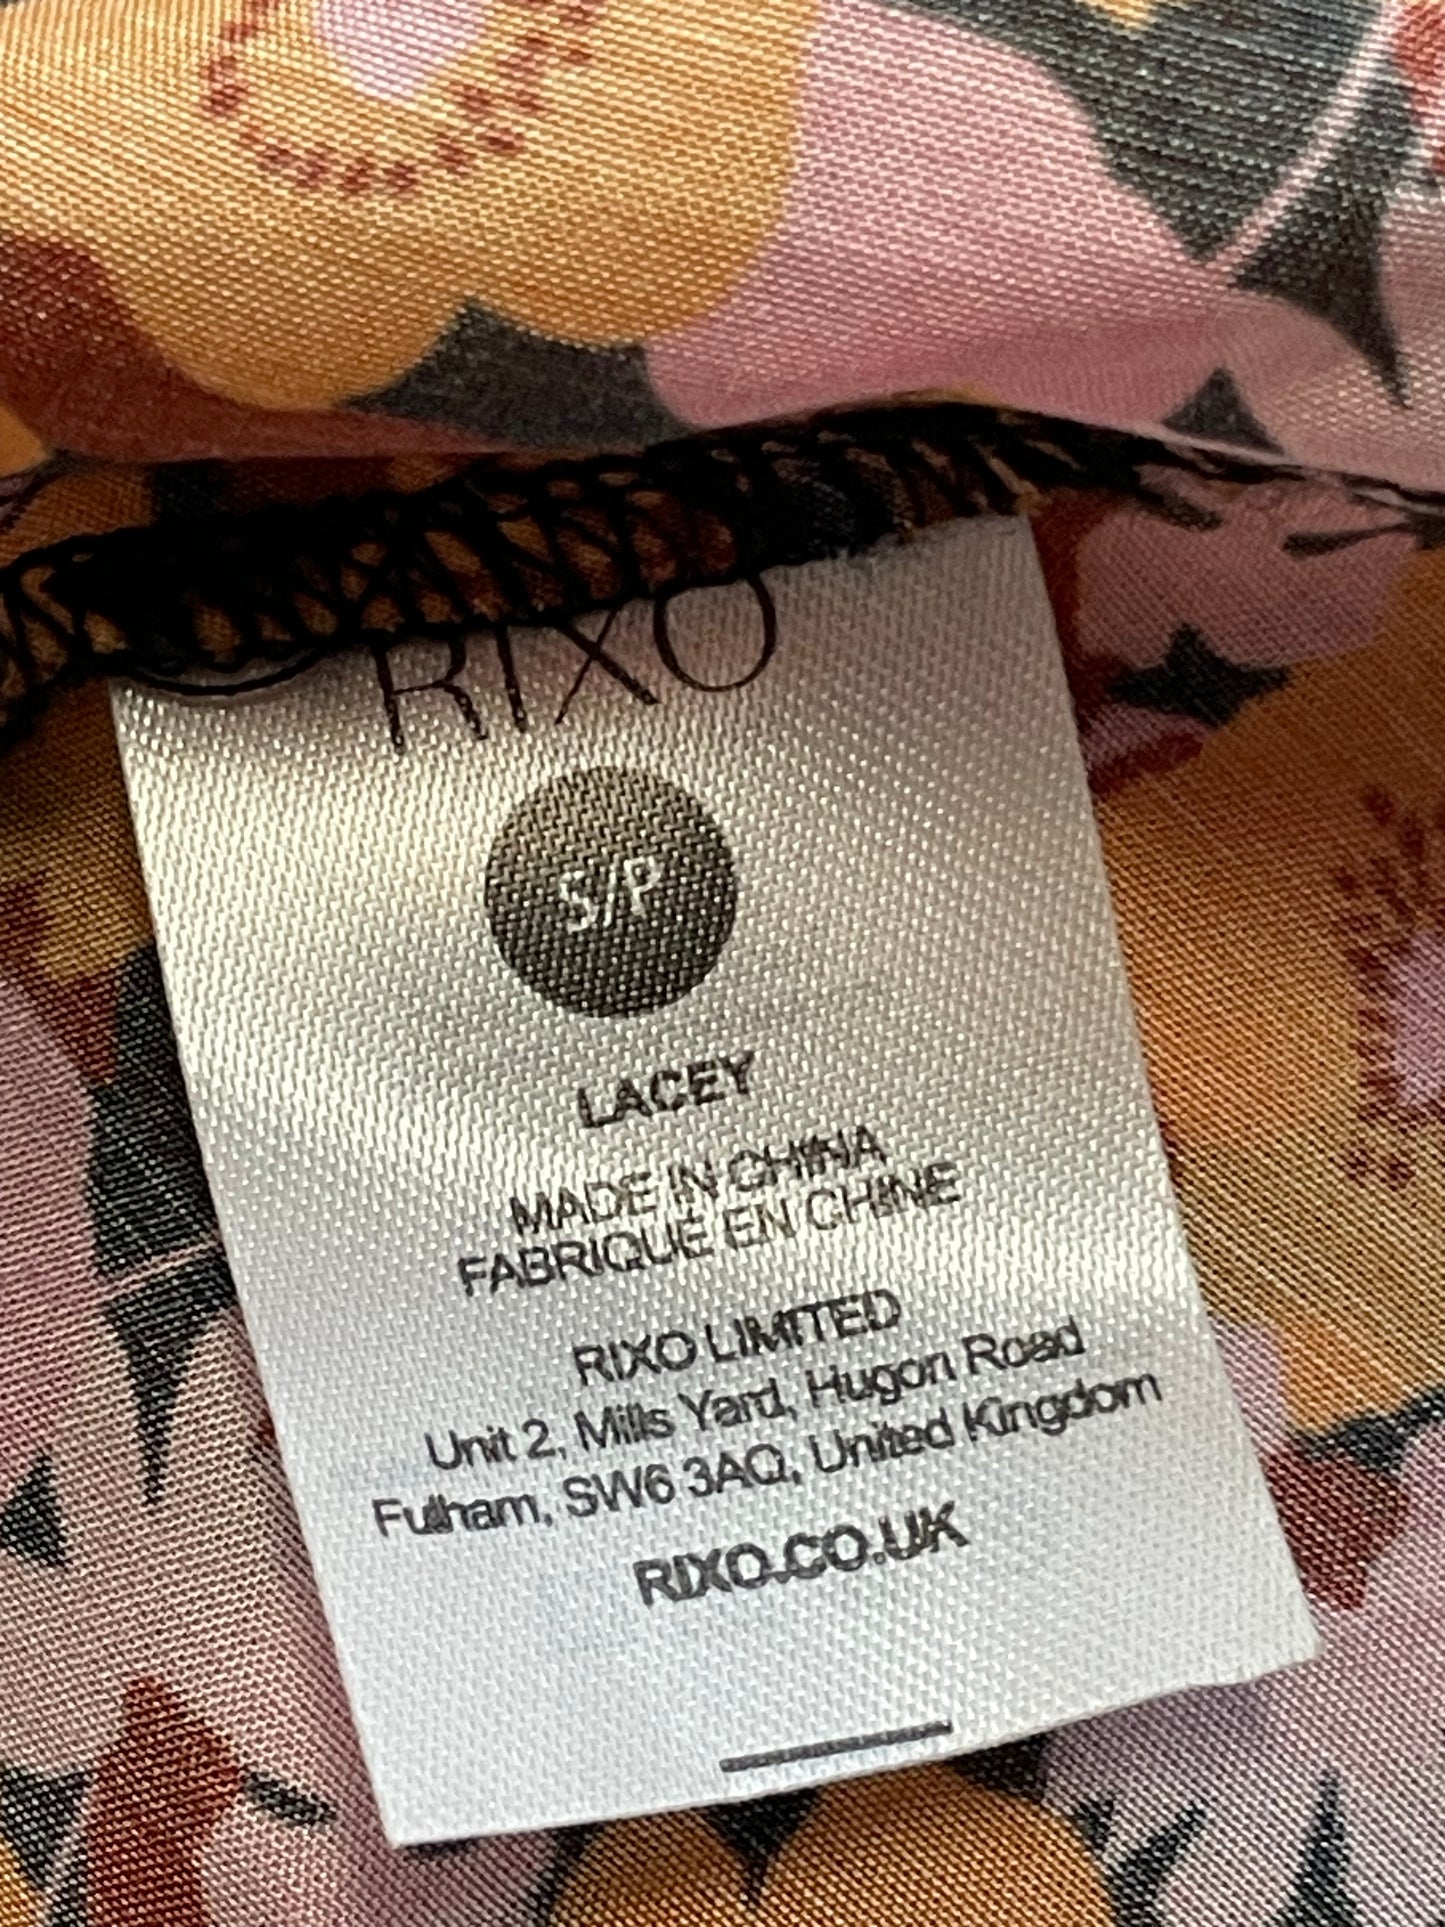 RIXO
S/P
LACEY
MADE IN CHINA
FABRIQUE EN CHINE
RIXO LIMITED
Unit 2, Mills Yard, Hugon Road
Fulham, SW6 3AQ, United Kingdom
RIXO.CO.UK